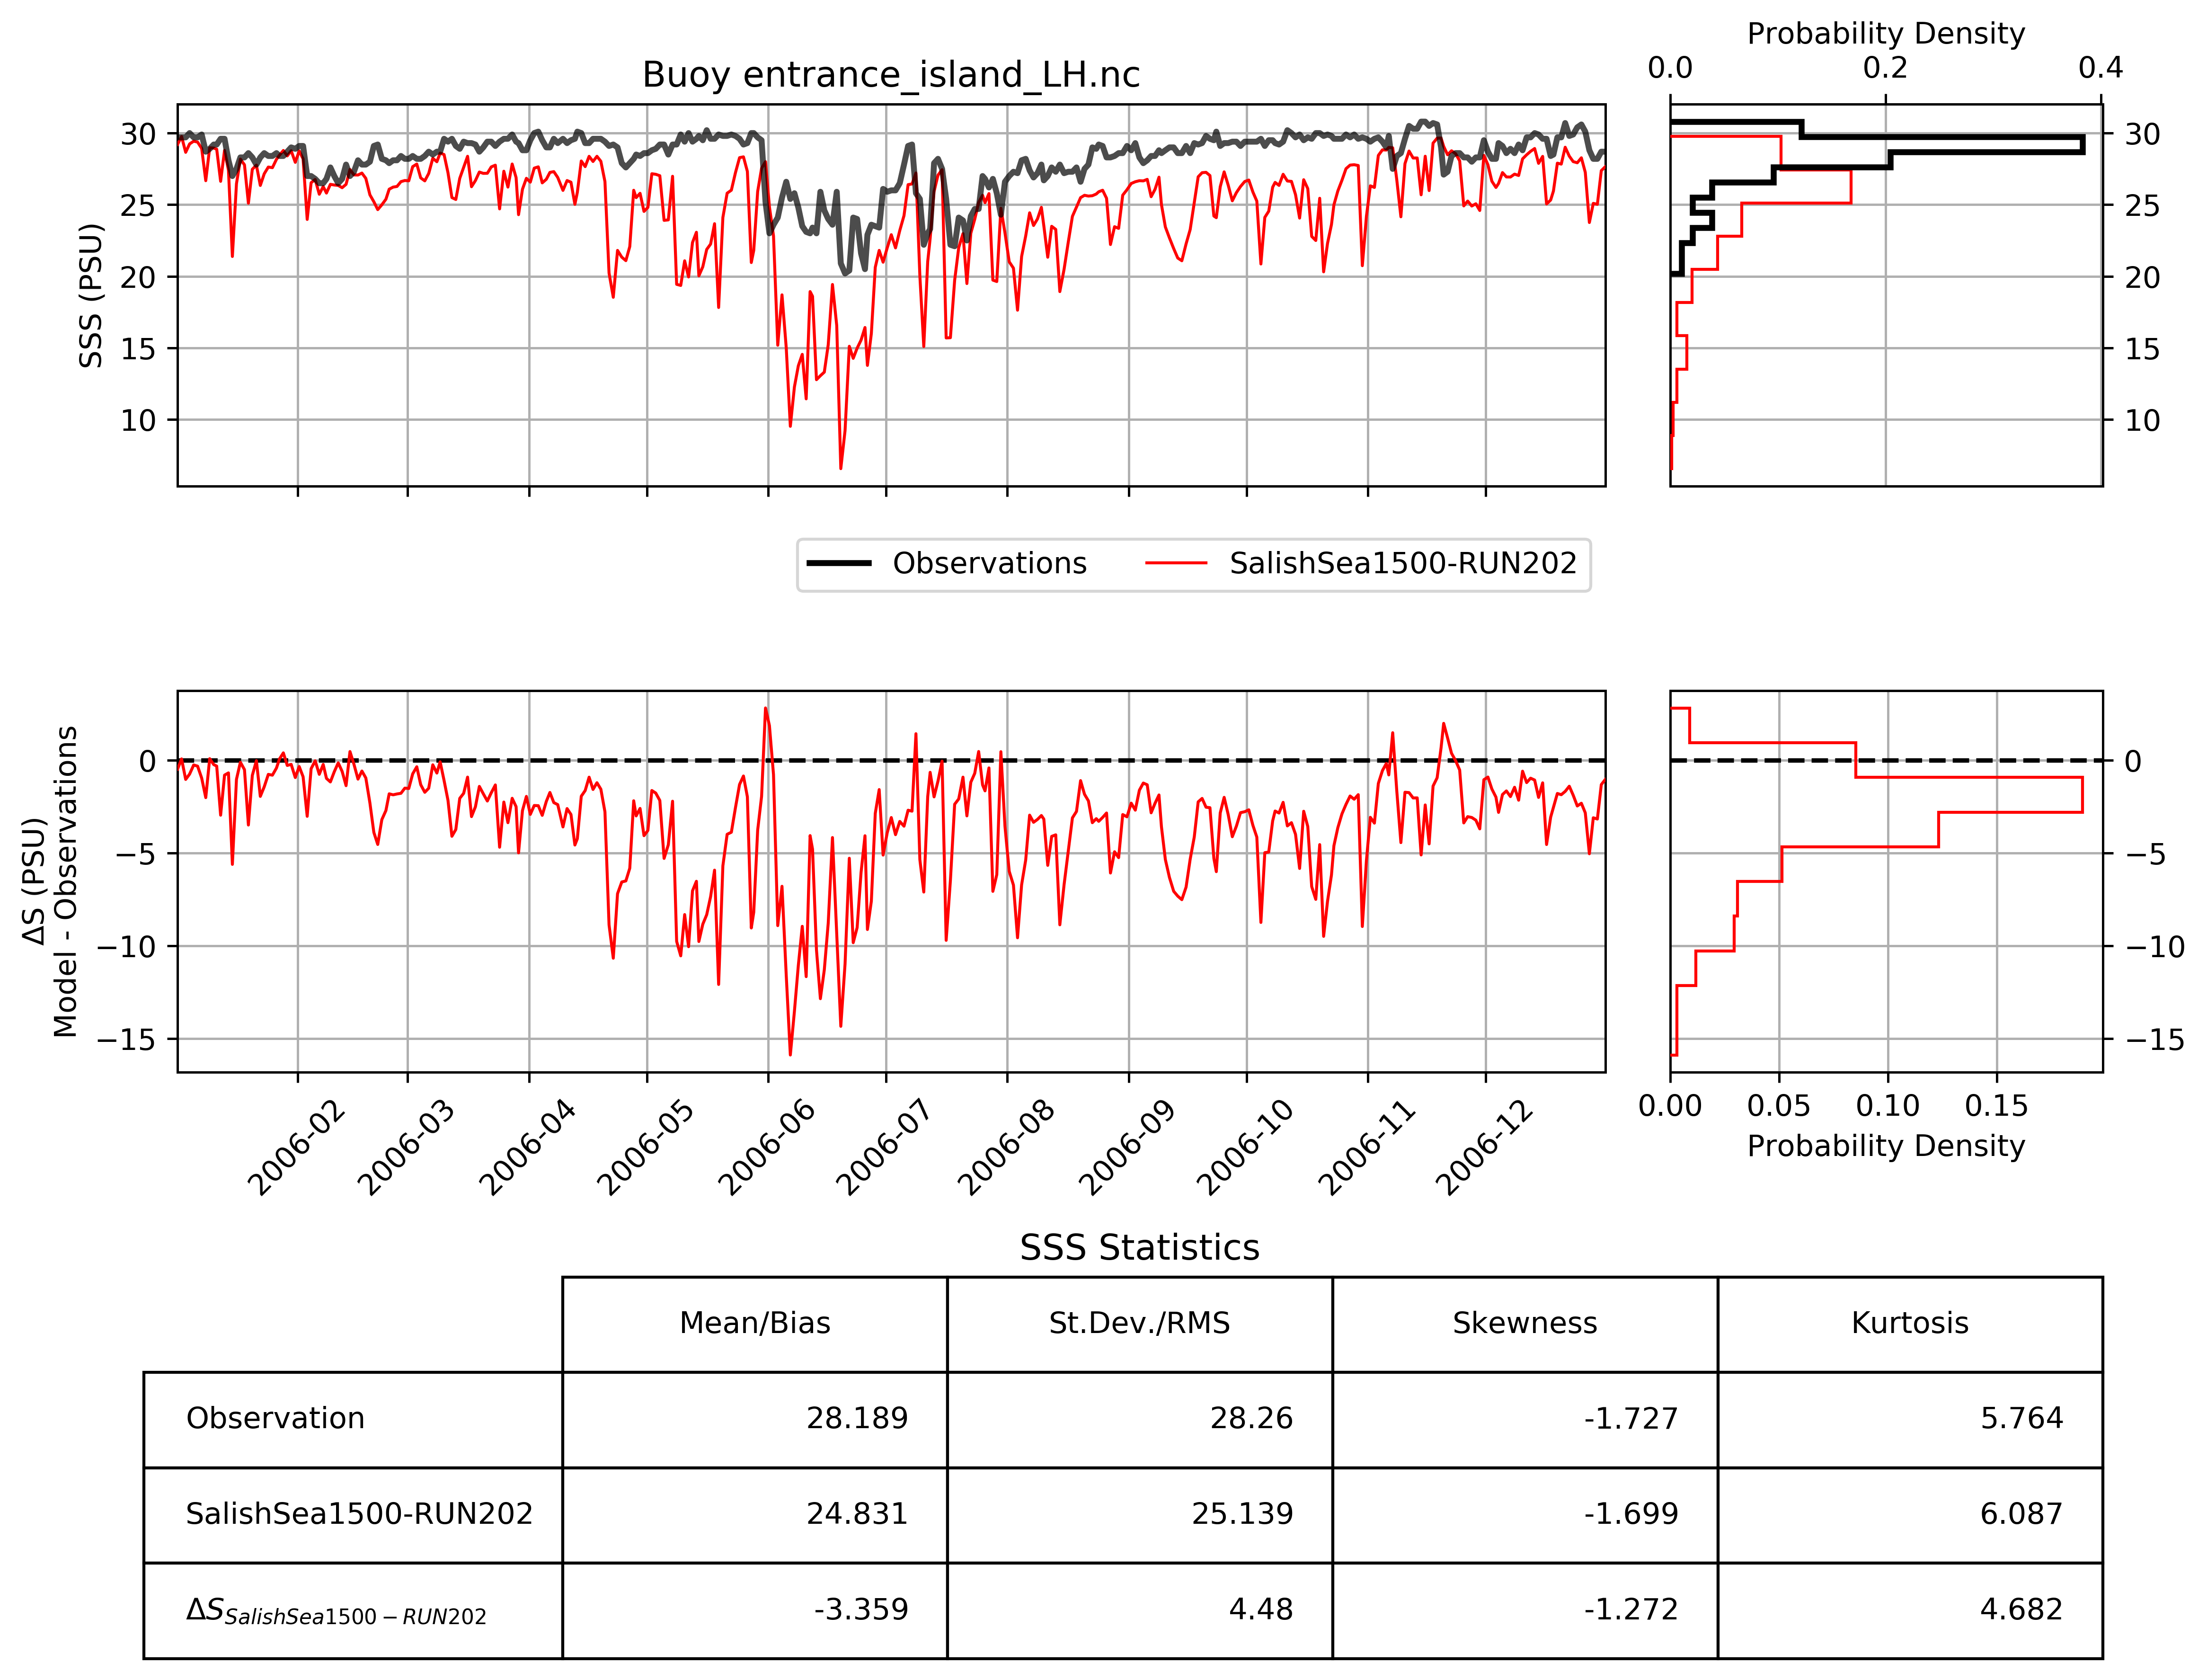 Probability Density
0.0 0.2 0.4
Buoy entrance_island_LH.nc
30
25
20
15
10
SSS (PSU)
30
25
20
15
10
Observations SalishSea1500-RUN202
0
−5
−10
−15
ΔS (PSU)
Model - Observations
0
−5
−10
−15
2006-02 2006-03 2006-04 2006-05 2006-06 2006-07 2006-08 2006-09 2006-10 2006-11 2006-12
0.00 0.05 0.10 0.15
Probability Density
SSS Statistics
Mean/Bias St.Dev./RMS Skewness Kurtosis
Observation 28.189 28.26 -1.727 5.764
SalishSea1500-RUN202 24.831 25.139 -1.699 6.087
ΔS SalishSea1500−RUN202 -3.359 4.48 -1.272 4.682